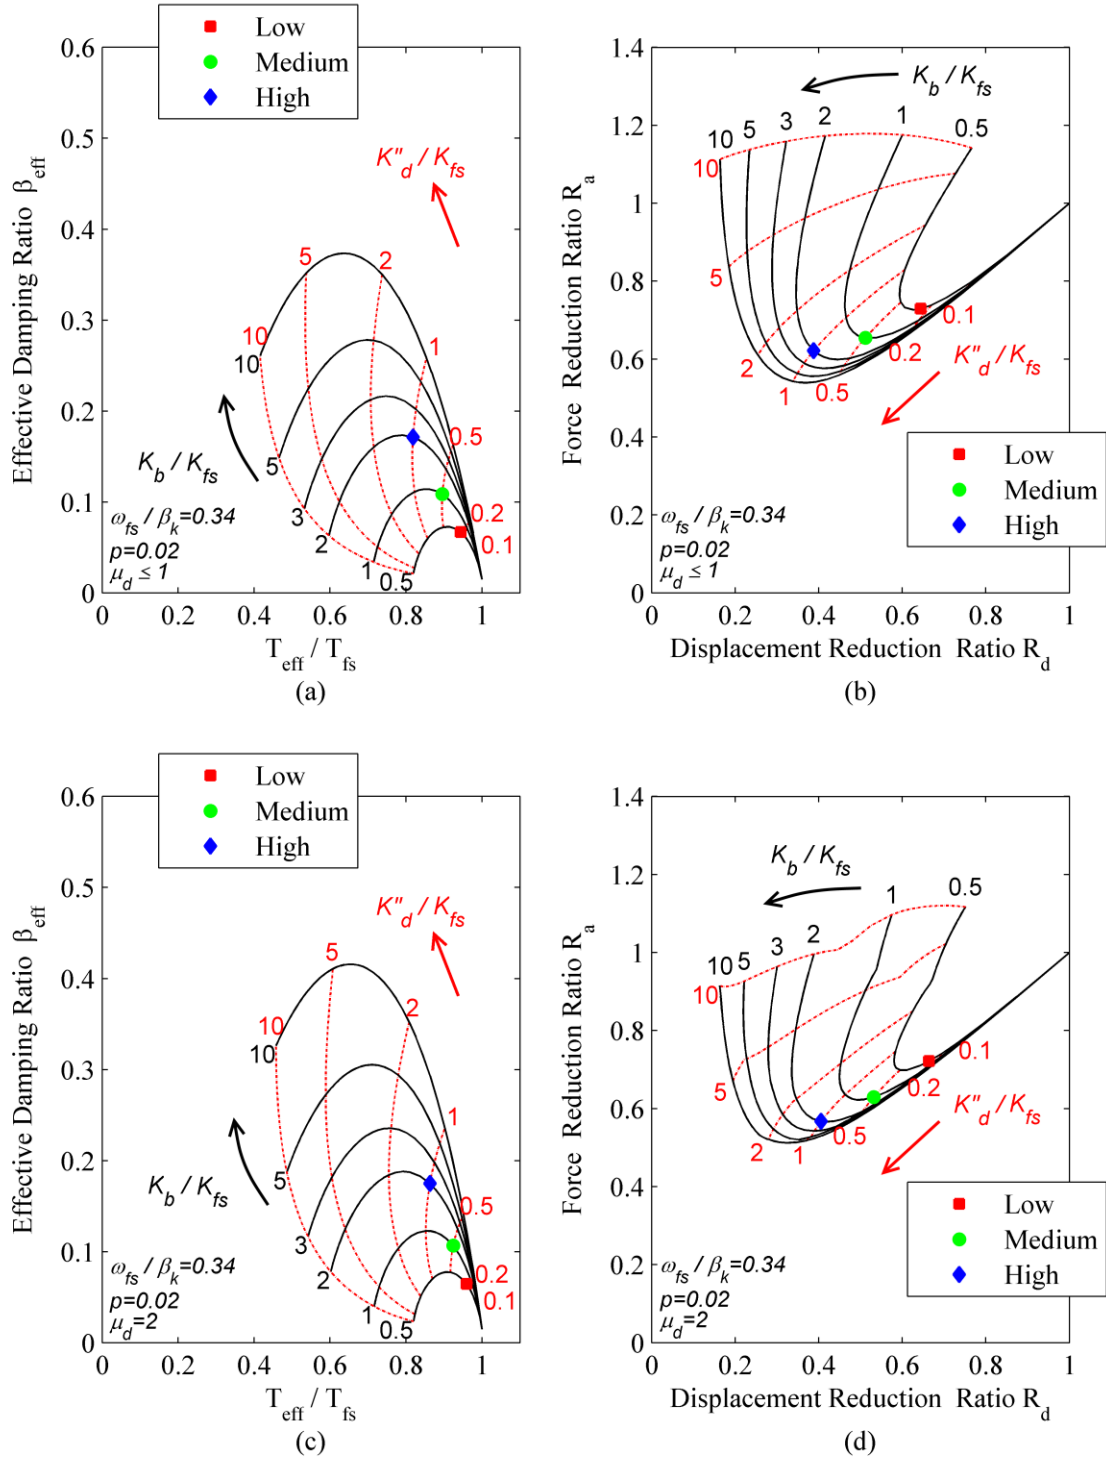 Low
Medium
High
0.6
0.5
0.4
0.3
0.2
0.1
0
Effective Damping Ratio β_eff
K"_d / K_fs
5
2
10
10
1
0.5
K_b / K_fs
5
3
2
1
0.5
0.2
0.1
ω_fs / β_k=0.34
p=0.02
μ_d ≤ 1
0 0.2 0.4 0.6 0.8 1
T_eff / T_fs
(a)
1.4
1.2
1
0.8
0.6
0.4
0.2
0
Force Reduction Ratio R_a
K_b / K_fs
10 5 3 2 1 0.5
10
5
2
1
0.5
0.2
0.1
K"_d / K_fs
Low
Medium
High
ω_fs / β_k=0.34
p=0.02
μ_d ≤ 1
0 0.2 0.4 0.6 0.8 1
Displacement Reduction Ratio R_d
(b)
Low
Medium
High
0.6
0.5
0.4
0.3
0.2
0.1
0
Effective Damping Ratio β_eff
K"_d / K_fs
5
2
10
10
1
0.5
K_b / K_fs
5
3
2
1
0.5
0.2
0.1
ω_fs / β_k=0.34
p=0.02
μ_d=2
0 0.2 0.4 0.6 0.8 1
T_eff / T_fs
(c)
1.4
1.2
1
0.8
0.6
0.4
0.2
0
Force Reduction Ratio R_a
K_b / K_fs
10 5 3 2 1 0.5
10
5
2
1
0.5
0.2
0.1
K"_d / K_fs
Low
Medium
High
ω_fs / β_k=0.34
p=0.02
μ_d=2
0 0.2 0.4 0.6 0.8 1
Displacement Reduction Ratio R_d
(d)